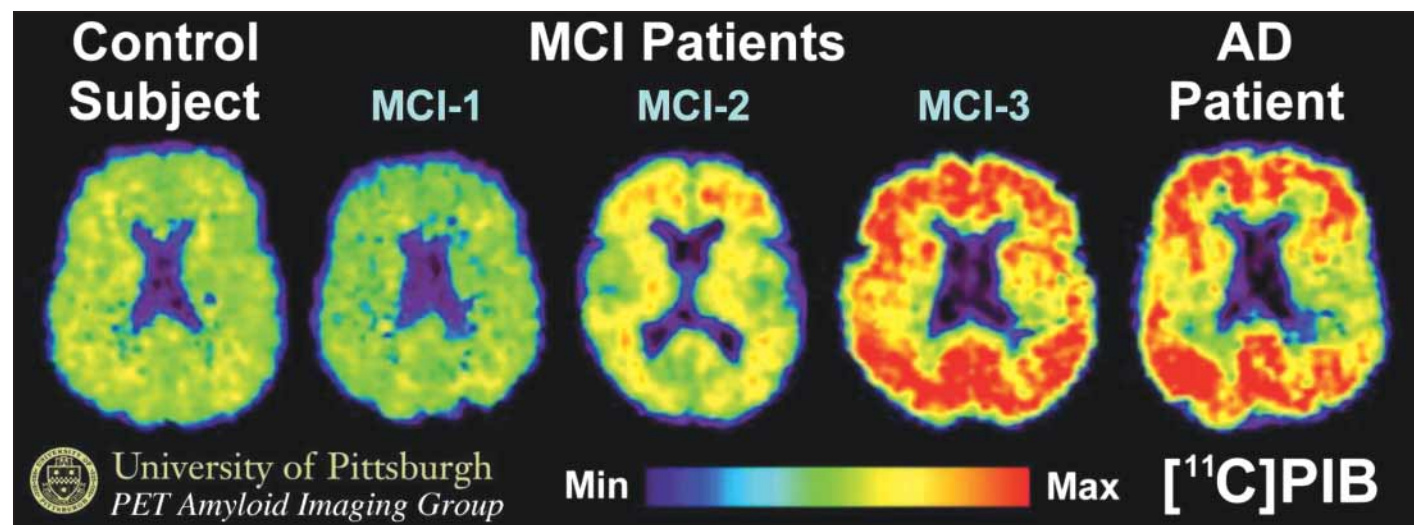 Control
Subject
MCI Patients
MCI-1 MCI-2 MCI-3
AD
Patient
University of Pittsburgh
PET Amyloid Imaging Group
Min Max
[¹¹C]PIB